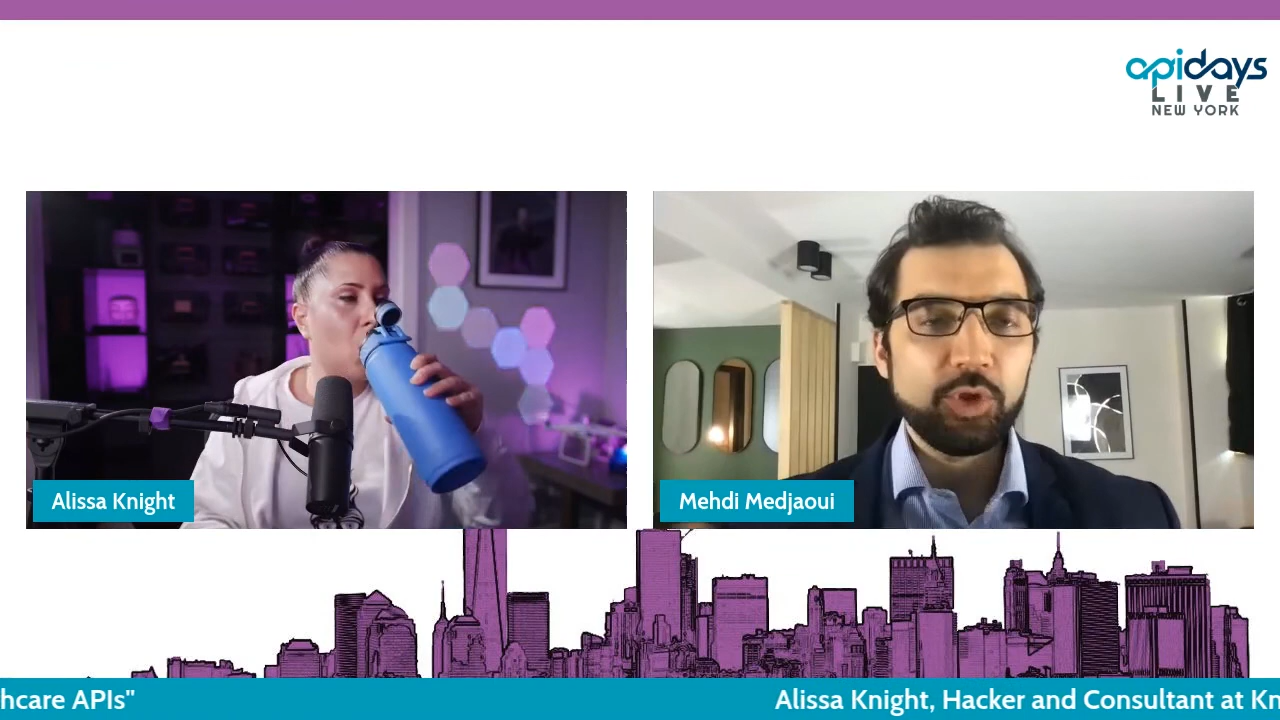 apidays
LIVE
NEW YORK
Alissa Knight
Mehdi Medjaoui
hcare APIs"
Alissa Knight, Hacker and Consultant at Kn